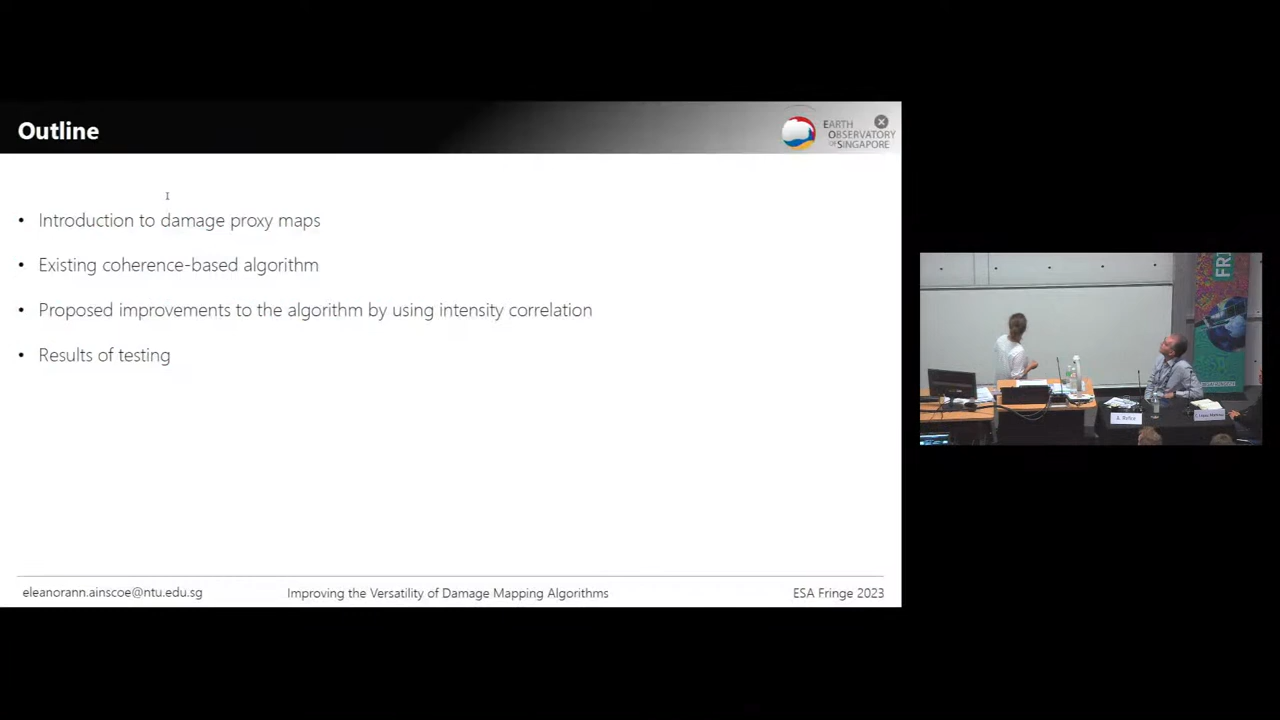 Outline
EARTH
OBSERVATORY
OF SINGAPORE
• Introduction to damage proxy maps
• Existing coherence-based algorithm
• Proposed improvements to the algorithm by using intensity correlation
• Results of testing
eleanorann.ainscoe@ntu.edu.sg
Improving the Versatility of Damage Mapping Algorithms
ESA Fringe 2023
FRI